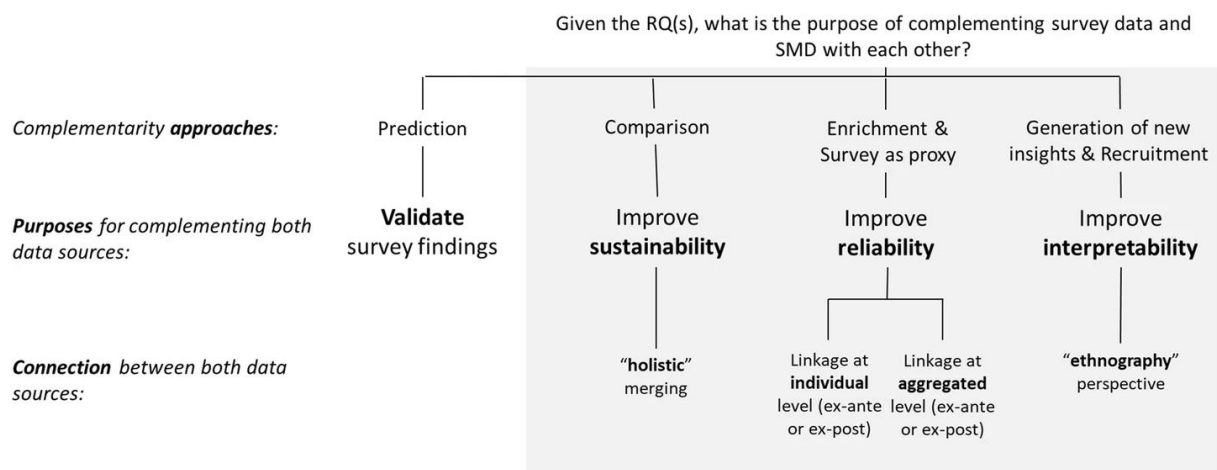 Given the RQ(s), what is the purpose of complementing survey data and
SMD with each other?
Complementarity approaches:
Prediction
Comparison
Enrichment &
Survey as proxy
Generation of new
insights & Recruitment
Purposes for complementing both
data sources:
Validate
survey findings
Improve
sustainability
Improve
reliability
Improve
interpretability
Connection between both data
sources:
“holistic”
merging
Linkage at
individual
level (ex-ante
or ex-post)
Linkage at
aggregated
level (ex-ante
or ex-post)
“ethnography”
perspective